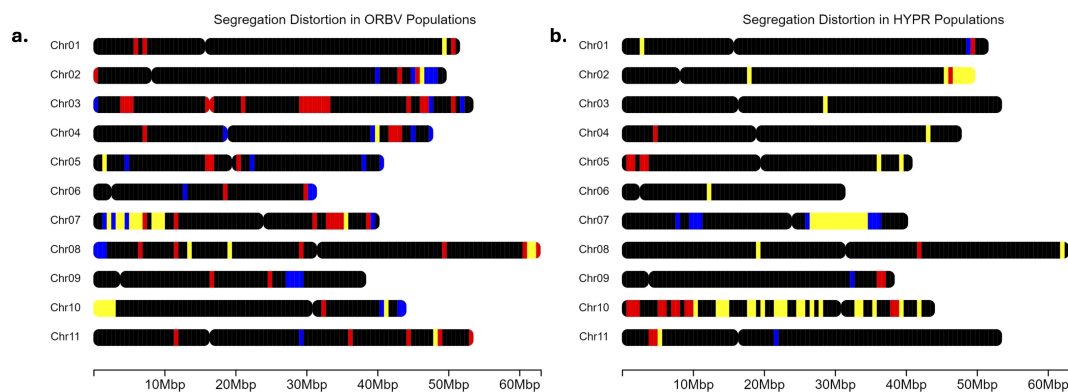 Segregation Distortion in ORBV Populations
a.
Chr01
Chr02
Chr03
Chr04
Chr05
Chr06
Chr07
Chr08
Chr09
Chr10
Chr11
10Mbp 20Mbp 30Mbp 40Mbp 50Mbp 60Mbp
Segregation Distortion in HYPR Populations
b.
Chr01
Chr02
Chr03
Chr04
Chr05
Chr06
Chr07
Chr08
Chr09
Chr10
Chr11
10Mbp 20Mbp 30Mbp 40Mbp 50Mbp 60Mbp